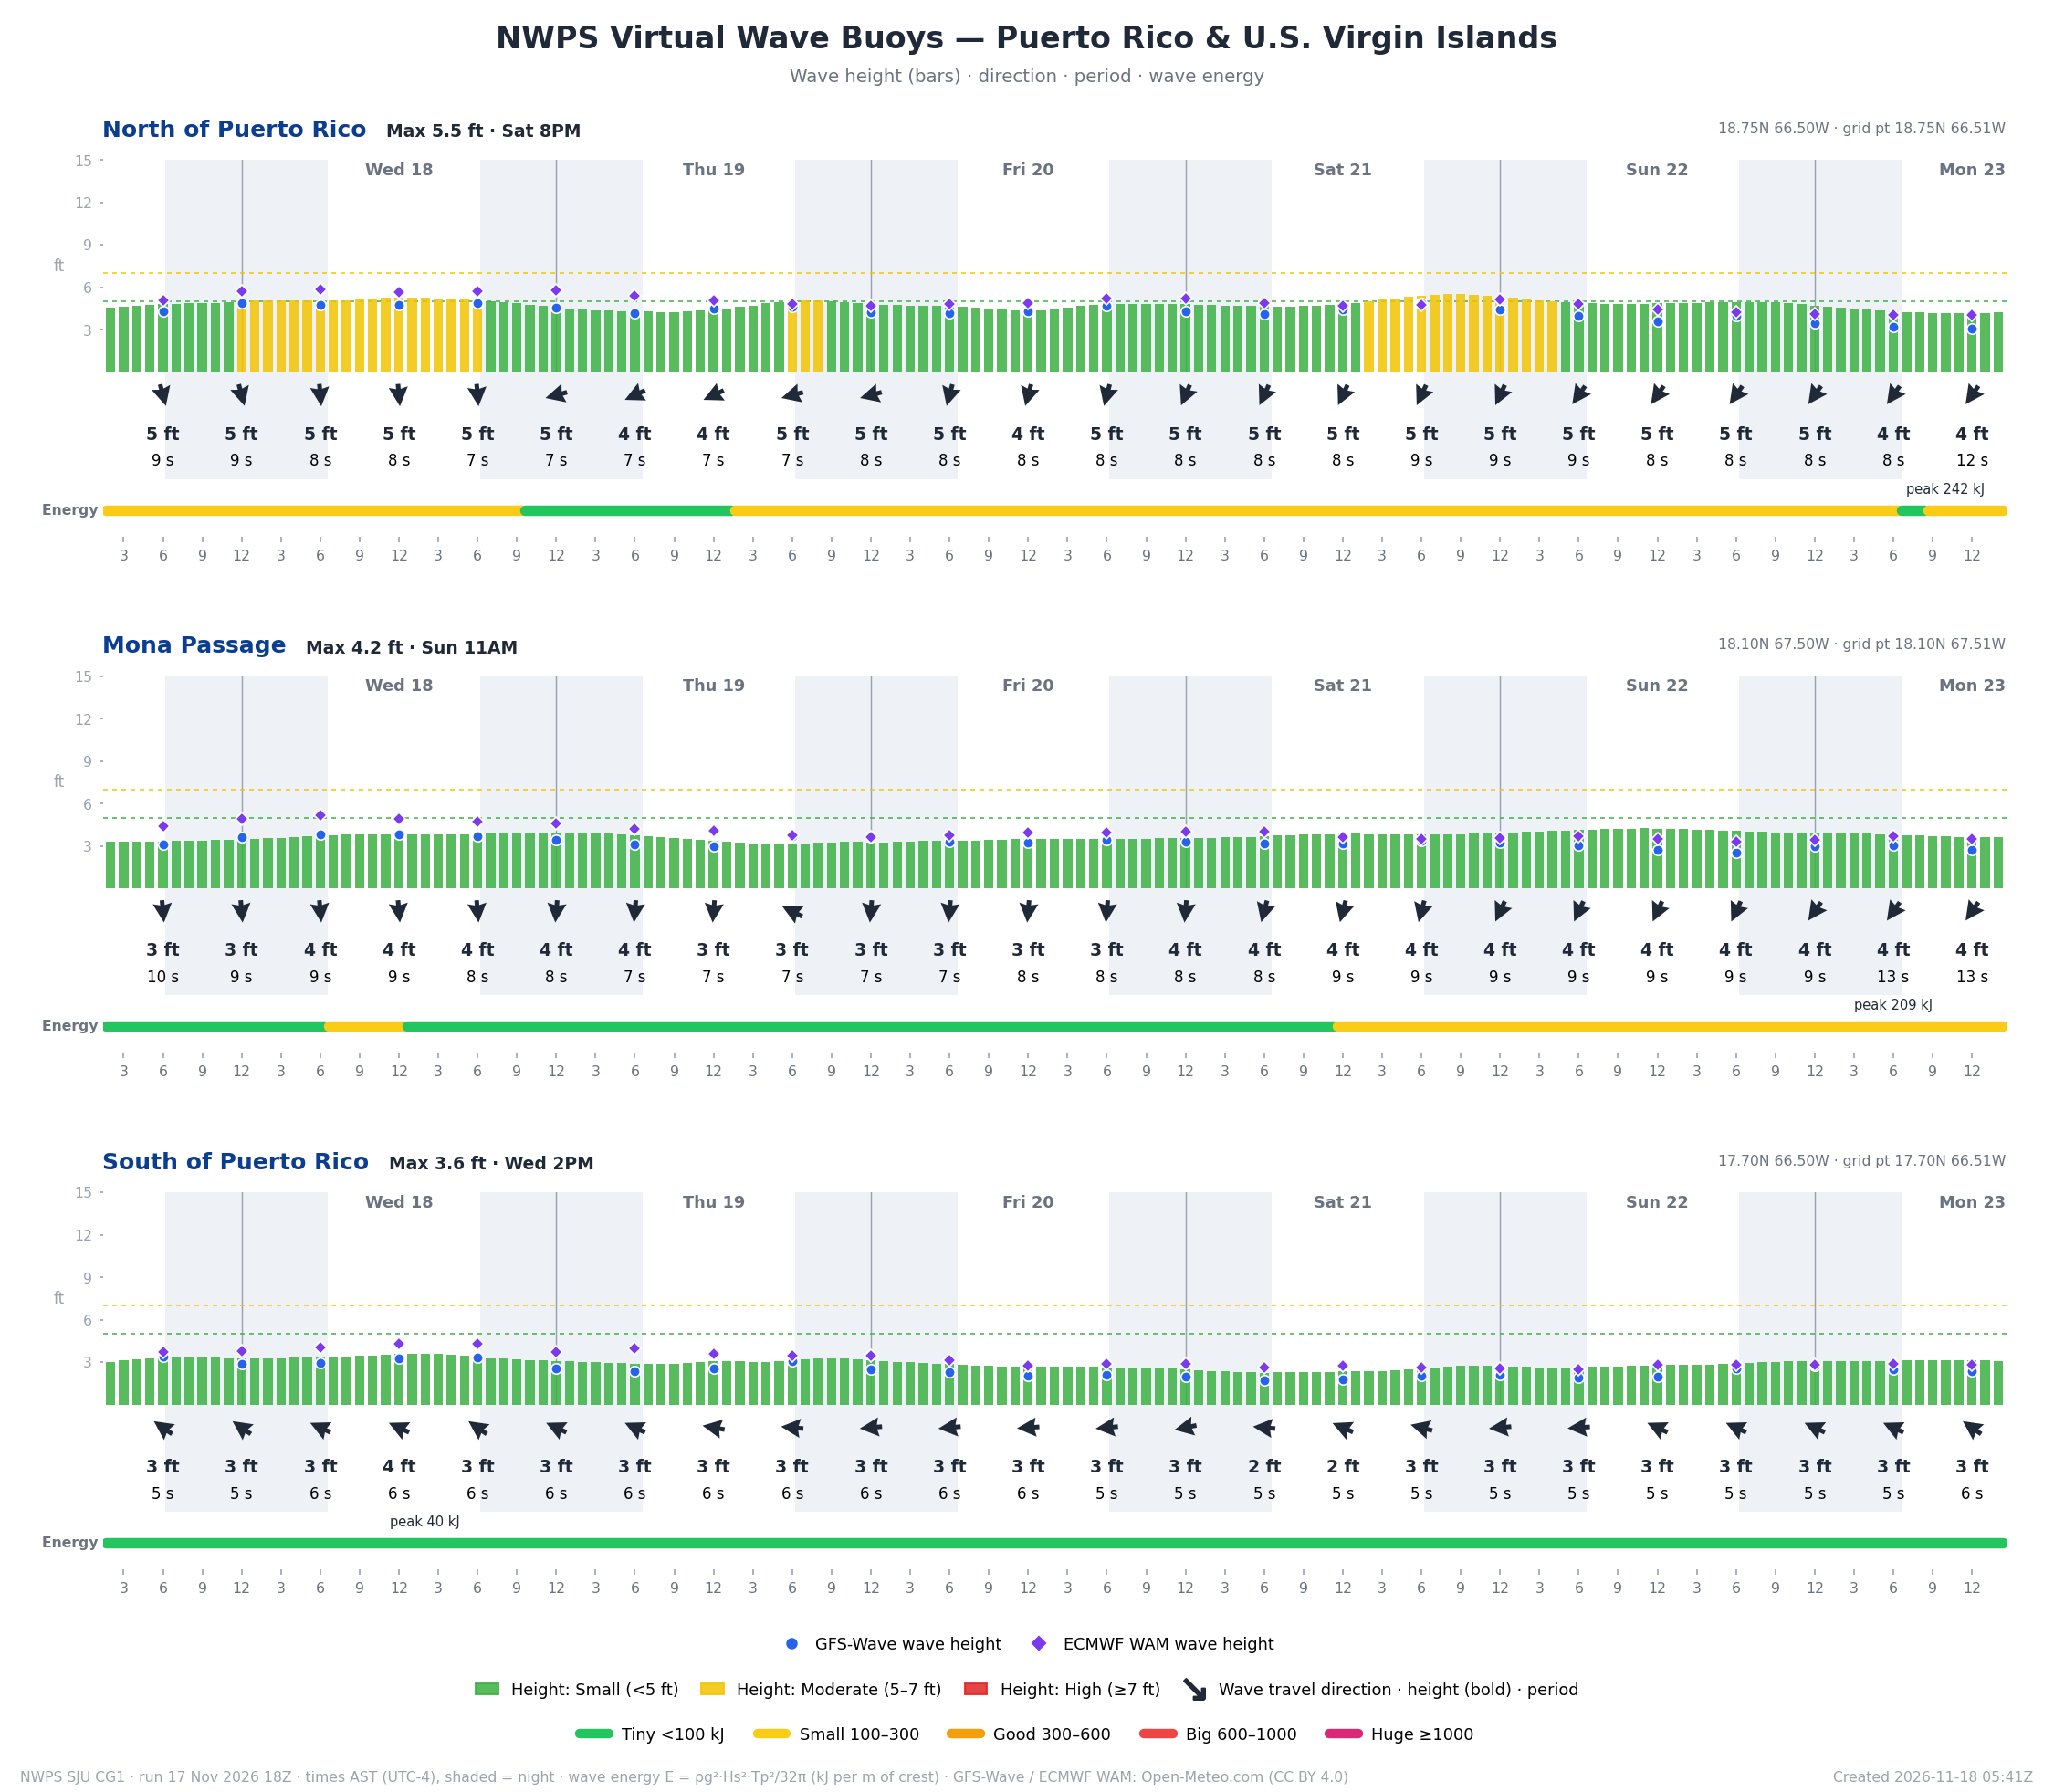 NWPS Virtual Wave Buoys — Puerto Rico & U.S. Virgin Islands
Wave height (bars) · direction · period · wave energy
North of Puerto Rico Max 5.5 ft · Sat 8PM 18.75N 66.50W · grid pt 18.75N 66.51W
15
Wed 18 Thu 19 Fri 20 Sat 21 Sun 22 Mon 23
12
9
ft
6
3
5 ft 5 ft 5 ft 5 ft 5 ft 5 ft 4 ft 4 ft 5 ft 5 ft 5 ft 4 ft 5 ft 5 ft 5 ft 5 ft 5 ft 5 ft 5 ft 5 ft 5 ft 5 ft 4 ft 4 ft
9 s 9 s 8 s 8 s 7 s 7 s 7 s 7 s 7 s 8 s 8 s 8 s 8 s 8 s 8 s 8 s 9 s 9 s 9 s 8 s 8 s 8 s 8 s 12 s
peak 242 kJ
Energy
3 6 9 12 3 6 9 12 3 6 9 12 3 6 9 12 3 6 9 12 3 6 9 12 3 6 9 12 3 6 9 12 3 6 9 12 3 6 9 12 3 6 9 12 3 6 9 12
Mona Passage Max 4.2 ft · Sun 11AM 18.10N 67.50W · grid pt 18.10N 67.51W
15
Wed 18 Thu 19 Fri 20 Sat 21 Sun 22 Mon 23
12
9
ft
6
3
3 ft 3 ft 4 ft 4 ft 4 ft 4 ft 4 ft 3 ft 3 ft 3 ft 3 ft 3 ft 3 ft 4 ft 4 ft 4 ft 4 ft 4 ft 4 ft 4 ft 4 ft 4 ft 4 ft 4 ft
10 s 9 s 9 s 9 s 8 s 8 s 7 s 7 s 7 s 7 s 7 s 8 s 8 s 8 s 8 s 9 s 9 s 9 s 9 s 9 s 9 s 9 s 13 s 13 s
peak 209 kJ
Energy
3 6 9 12 3 6 9 12 3 6 9 12 3 6 9 12 3 6 9 12 3 6 9 12 3 6 9 12 3 6 9 12 3 6 9 12 3 6 9 12 3 6 9 12 3 6 9 12
South of Puerto Rico Max 3.6 ft · Wed 2PM 17.70N 66.50W · grid pt 17.70N 66.51W
15
Wed 18 Thu 19 Fri 20 Sat 21 Sun 22 Mon 23
12
9
ft
6
3
3 ft 3 ft 3 ft 4 ft 3 ft 3 ft 3 ft 3 ft 3 ft 3 ft 3 ft 3 ft 3 ft 3 ft 2 ft 2 ft 3 ft 3 ft 3 ft 3 ft 3 ft 3 ft 3 ft 3 ft
5 s 5 s 6 s 6 s 6 s 6 s 6 s 6 s 6 s 6 s 6 s 6 s 5 s 5 s 5 s 5 s 5 s 5 s 5 s 5 s 5 s 5 s 5 s 6 s
peak 40 kJ
Energy
3 6 9 12 3 6 9 12 3 6 9 12 3 6 9 12 3 6 9 12 3 6 9 12 3 6 9 12 3 6 9 12 3 6 9 12 3 6 9 12 3 6 9 12 3 6 9 12
GFS-Wave wave height ECMWF WAM wave height
Height: Small (<5 ft) Height: Moderate (5–7 ft) Height: High (≥7 ft) Wave travel direction · height (bold) · period
Tiny <100 kJ Small 100–300 Good 300–600 Big 600–1000 Huge ≥1000
NWPS SJU CG1 · run 17 Nov 2026 18Z · times AST (UTC-4), shaded = night · wave energy E = ρg²·Hs²·Tp²/32π (kJ per m of crest) · GFS-Wave / ECMWF WAM: Open-Meteo.com (CC BY 4.0) Created 2026-11-18 05:41Z